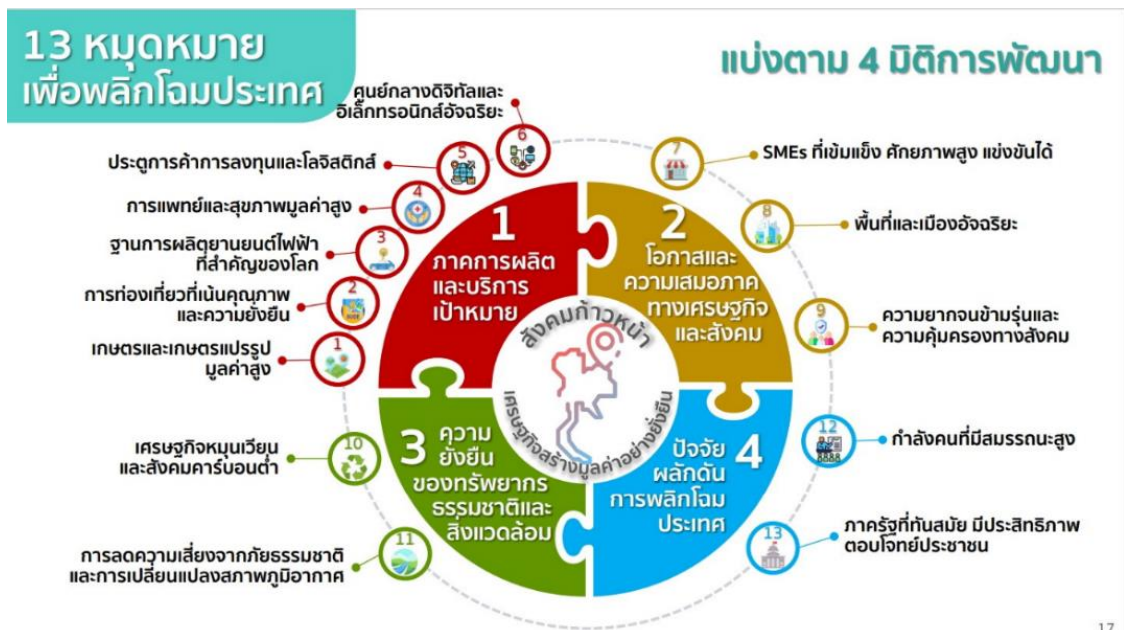 13 หมุดหมาย
เพื่อพลิกโฉมประเทศ
แบ่งตาม 4 มิติการพัฒนา
6
ศูนย์กลางดิจิทัลและ
อิเล็กทรอนิกส์อัจฉริยะ
5
ประตูการค้าการลงทุนและโลจิสติกส์
4
การแพทย์และสุขภาพมูลค่าสูง
3
ฐานการผลิตยานยนต์ไฟฟ้า
ที่สำคัญของโลก
2
การท่องเที่ยวที่เน้นคุณภาพ
และความยั่งยืน
1
เกษตรและเกษตรแปรรูป
มูลค่าสูง
1
ภาคการผลิต
และบริการ
เป้าหมาย
7
SMEs ที่เข้มแข็ง ศักยภาพสูง แข่งขันได้
8
พื้นที่และเมืองอัจฉริยะ
9
ความยากจนข้ามรุ่นและ
ความคุ้มครองทางสังคม
2
โอกาสและ
ความเสมอภาค
ทางเศรษฐกิจ
และสังคม
สังคมก้าวหน้า
เศรษฐกิจสร้างมูลค่าอย่างยั่งยืน
10
เศรษฐกิจหมุนเวียน
และสังคมคาร์บอนต่ำ
11
การลดความเสี่ยงจากภัยธรรมชาติ
และการเปลี่ยนแปลงสภาพภูมิอากาศ
3 ความ
ยั่งยืน
ของทรัพยากร
ธรรมชาติและ
สิ่งแวดล้อม
4
ปัจจัย
ผลักดัน
การพลิกโฉม
ประเทศ
12
กำลังคนที่มีสมรรถนะสูง
13
ภาครัฐที่ทันสมัย มีประสิทธิภาพ
ตอบโจทย์ประชาชน
17